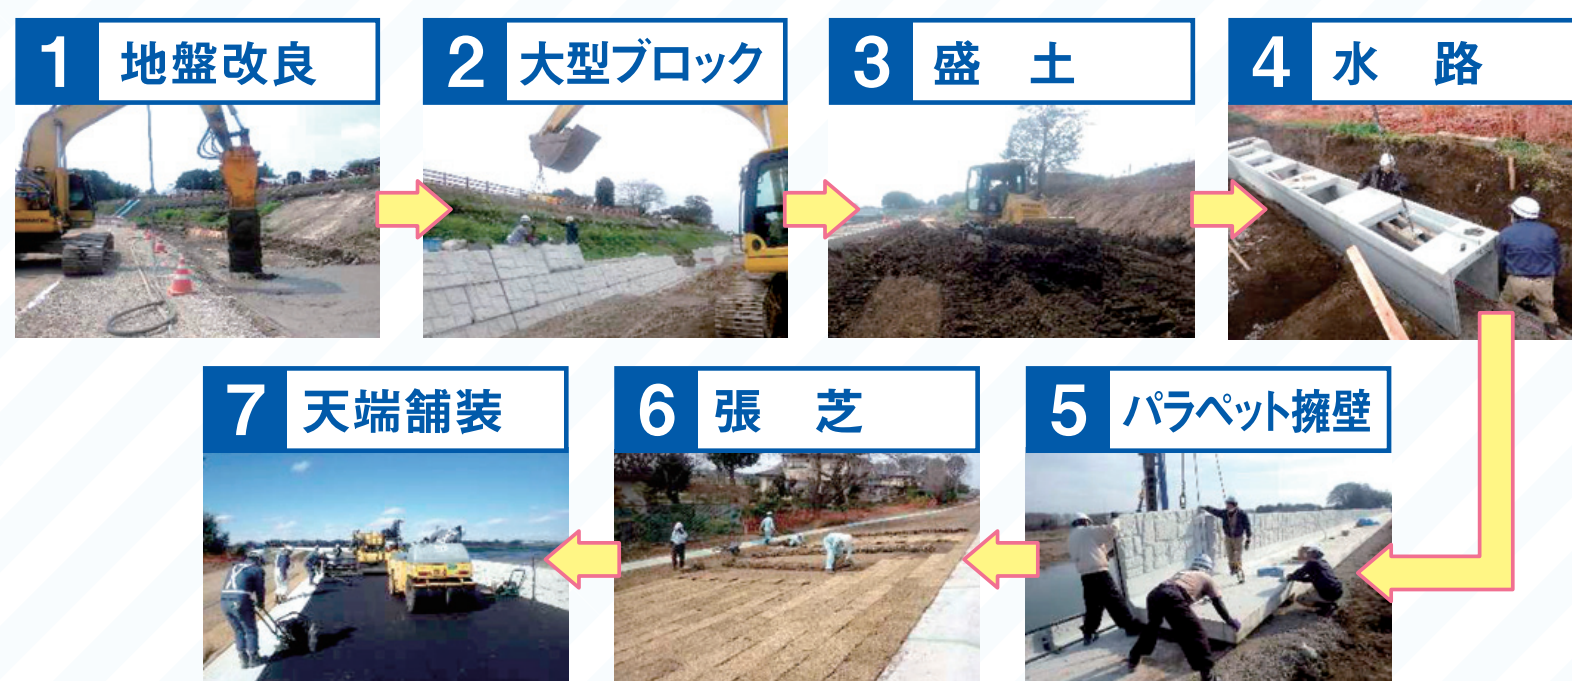 1 地盤改良
2 大型ブロック
3 盛　土
4 水　路
5 パラペット擁壁
6 張　芝
7 天端舗装